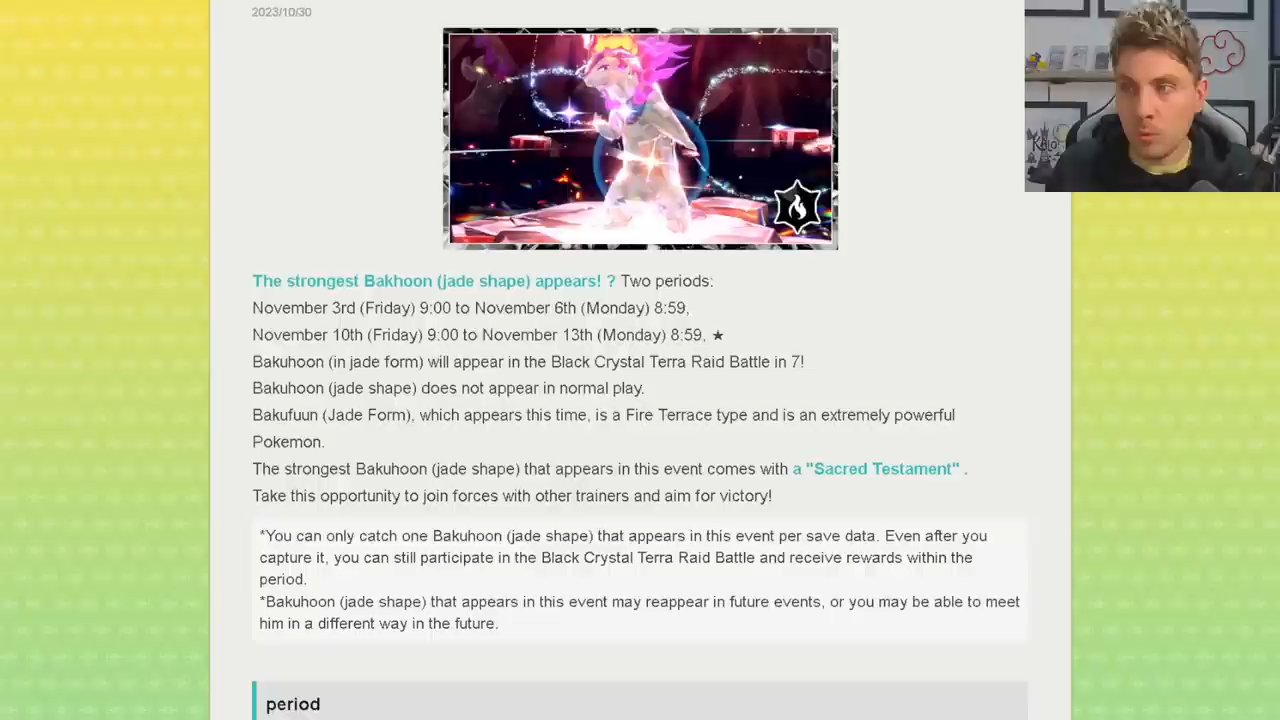 2023/10/30
The strongest Bakhoon (jade shape) appears! ? Two periods:
November 3rd (Friday) 9:00 to November 6th (Monday) 8:59,
November 10th (Friday) 9:00 to November 13th (Monday) 8:59, ★
Bakuhoon (in jade form) will appear in the Black Crystal Terra Raid Battle in 7!
Bakuhoon (jade shape) does not appear in normal play.
Bakufuun (Jade Form), which appears this time, is a Fire Terrace type and is an extremely powerful
Pokemon.
The strongest Bakuhoon (jade shape) that appears in this event comes with a "Sacred Testament" .
Take this opportunity to join forces with other trainers and aim for victory!
*You can only catch one Bakuhoon (jade shape) that appears in this event per save data. Even after you
capture it, you can still participate in the Black Crystal Terra Raid Battle and receive rewards within the
period.
*Bakuhoon (jade shape) that appears in this event may reappear in future events, or you may be able to meet
him in a different way in the future.
period